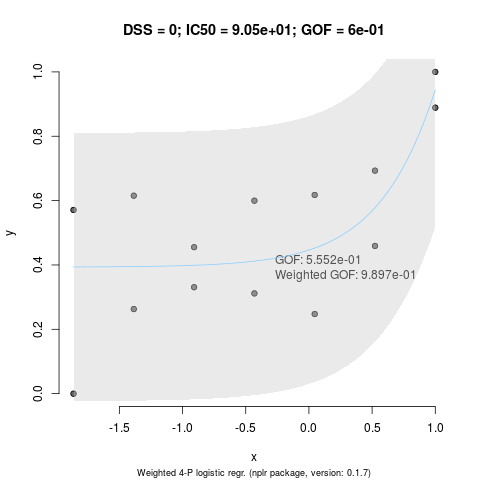 DSS = 0; IC50 = 9.05e+01; GOF = 6e-01
1.0
0.8
0.6
0.4
0.2
0.0
y
GOF: 5.552e-01
Weighted GOF: 9.897e-01
-1.5 -1.0 -0.5 0.0 0.5 1.0
x
Weighted 4-P logistic regr. (nplr package, version: 0.1.7)